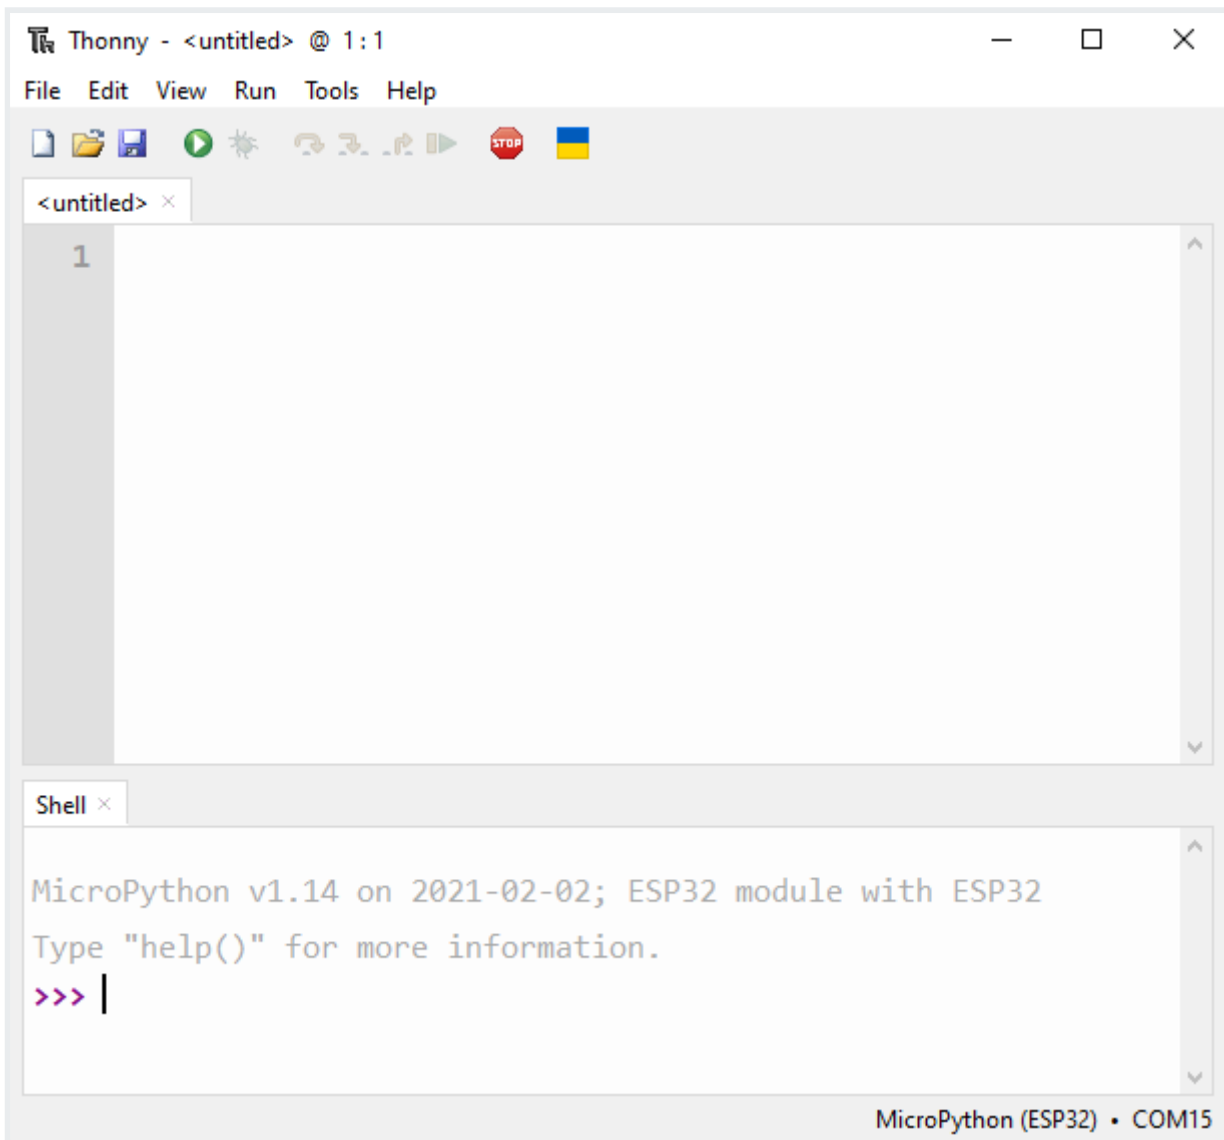 Thonny - <untitled> @ 1:1
File Edit View Run Tools Help
STOP
<untitled>
1
Shell
MicroPython v1.14 on 2021-02-02; ESP32 module with ESP32
Type "help()" for more information.
>>>
MicroPython (ESP32) • COM15